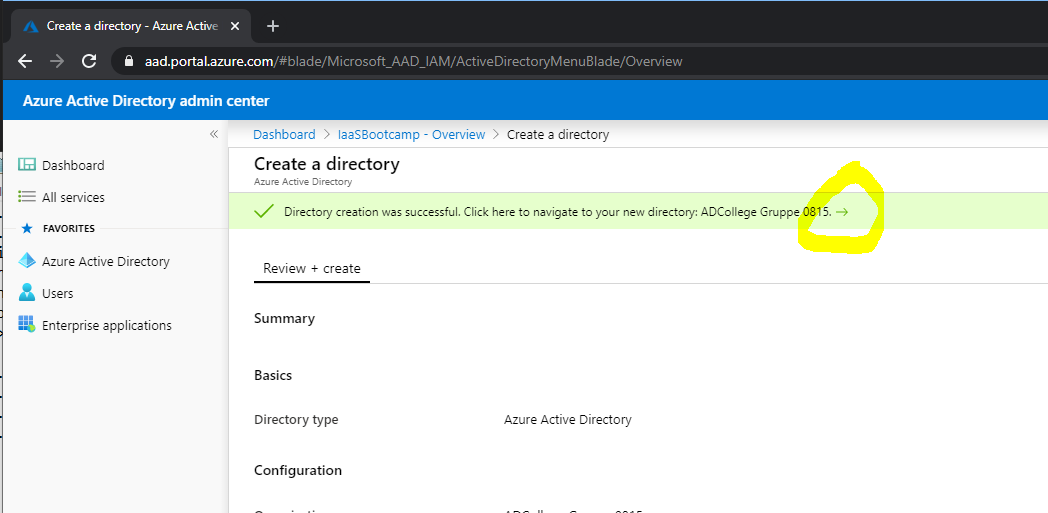 Create a directory - Azure Active
aad.portal.azure.com/#blade/Microsoft_AAD_IAM/ActiveDirectoryMenuBlade/Overview
Azure Active Directory admin center
«
Dashboard > IaaSBootcamp - Overview > Create a directory
Create a directory
Azure Active Directory
Dashboard
All services
FAVORITES
Azure Active Directory
Users
Enterprise applications
Directory creation was successful. Click here to navigate to your new directory: ADCollege Gruppe 0815. →
Review + create
Summary
Basics
Directory type Azure Active Directory
Configuration